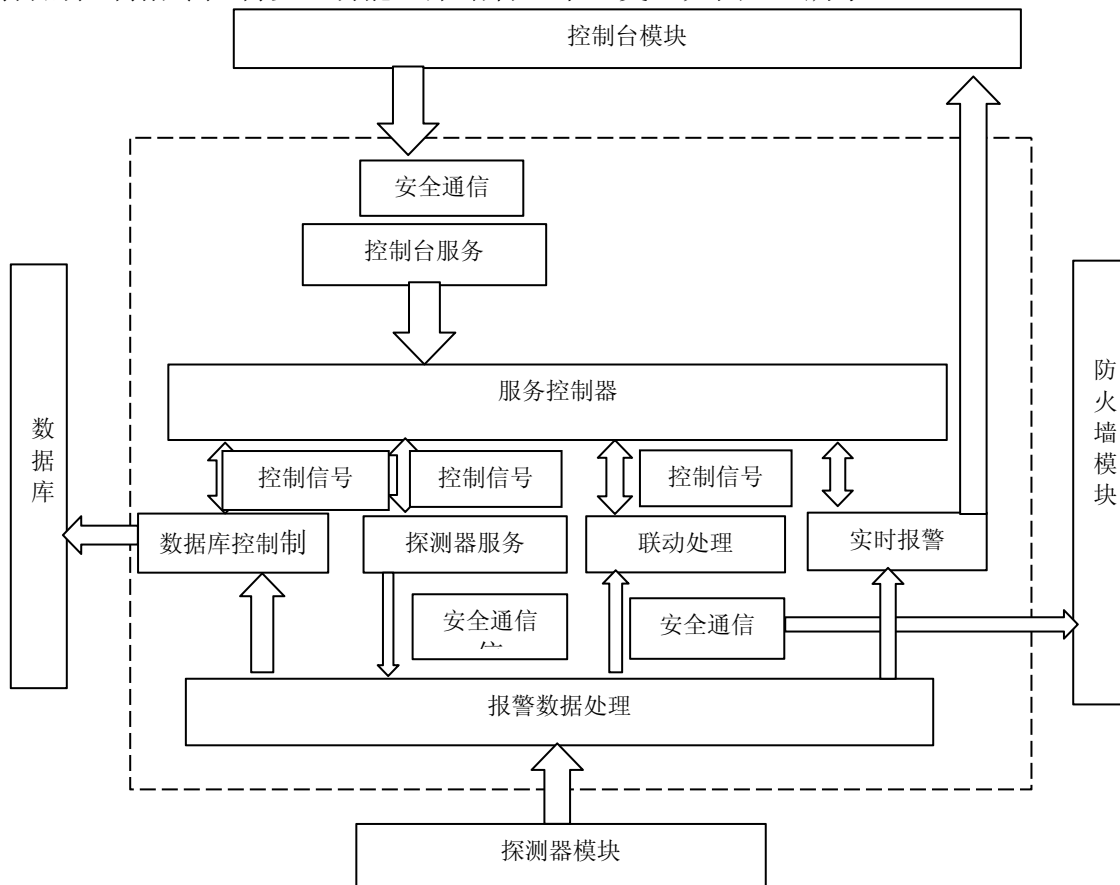 控制台模块
安全通信
控制台服务
服务控制器
数据库
防火墙模块
控制信号
控制信号
控制信号
数据库控制制
探测器服务
联动处理
实时报警
安全通信
安全通信
报警数据处理
探测器模块